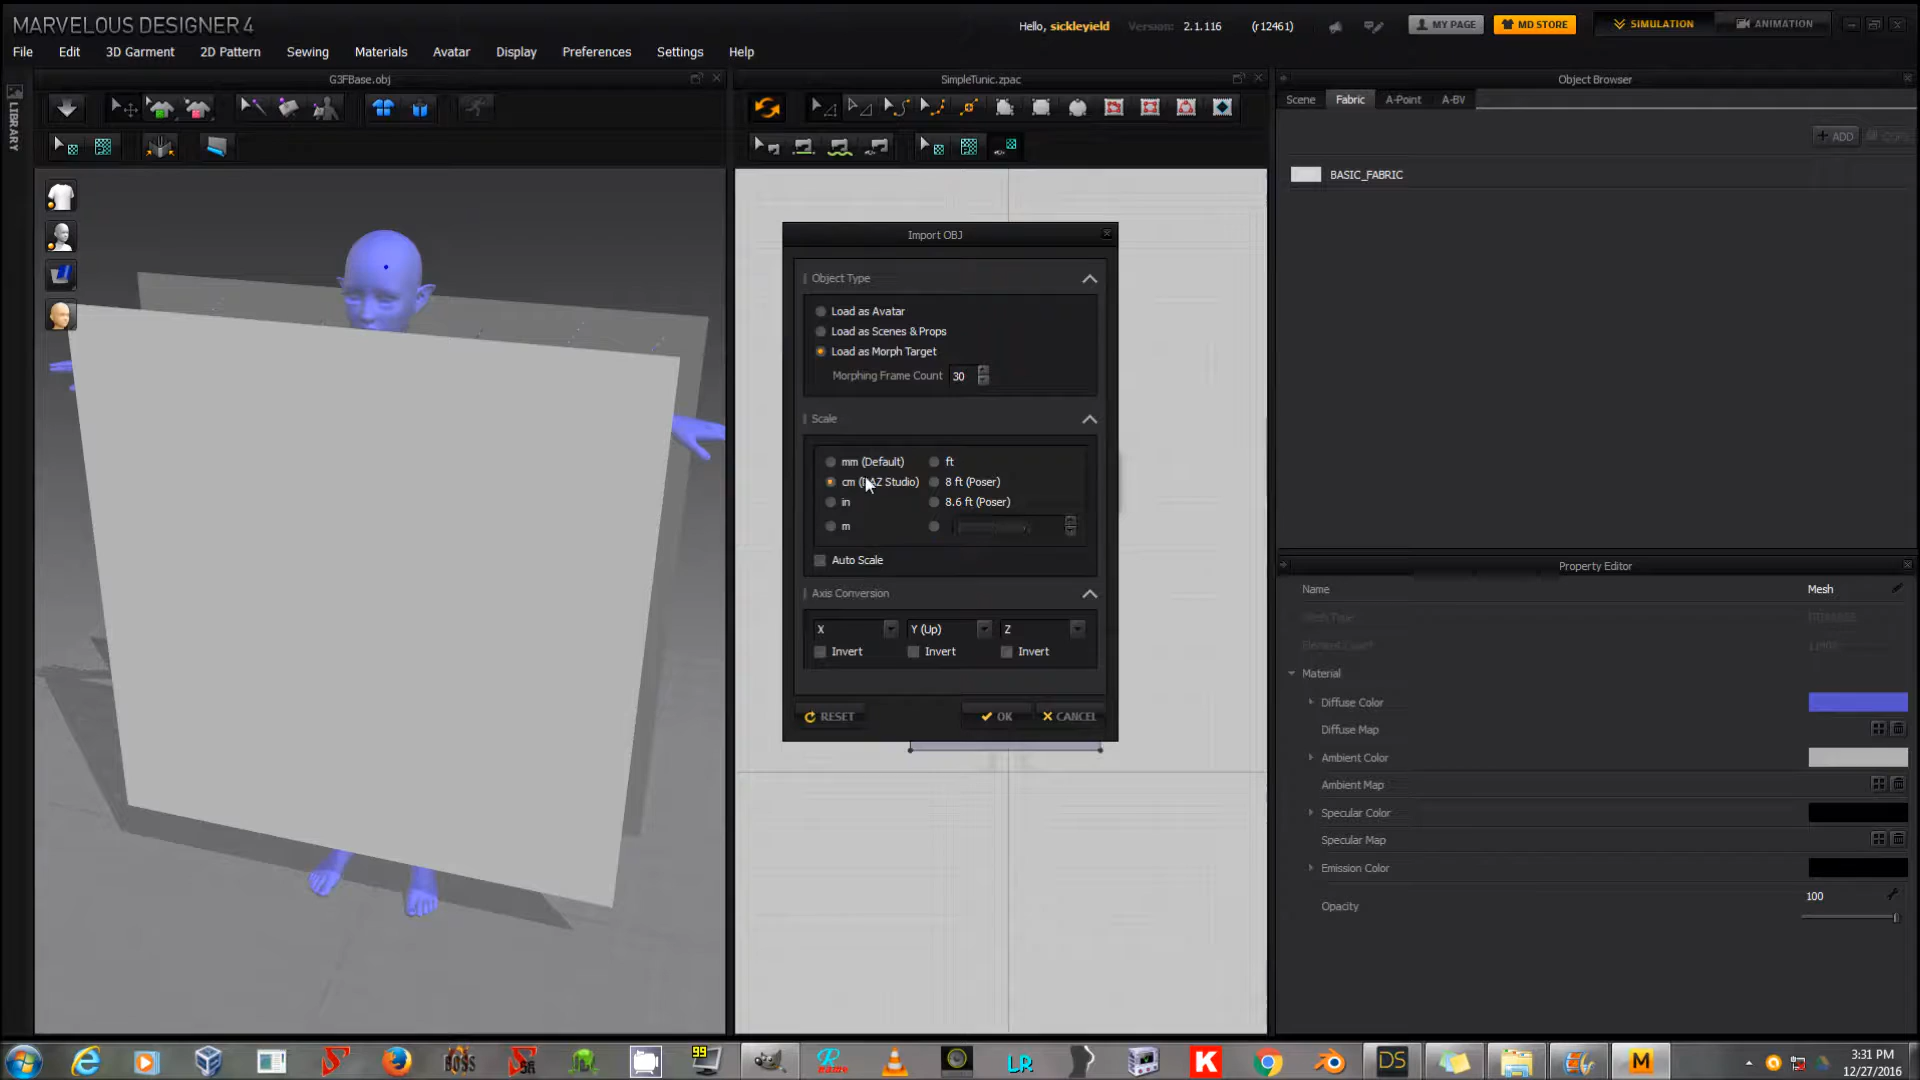 MARVELOUS DESIGNER 4
Hello, sickleyield Version: 2.1.116 (r12461)
MY PAGE
MD STORE
SIMULATION
ANIMATION
File Edit 3D Garment 2D Pattern Sewing Materials Avatar Display Preferences Settings Help
LIBRARY
G3FBase.obj
SimpleTunic.zpac
Object Browser
Scene Fabric A-Point A-BV
+ ADD
BASIC_FABRIC
Import OBJ
Object Type
Load as Avatar
Load as Scenes & Props
Load as Morph Target
Morphing Frame Count 30
Scale
mm (Default) ft
cm (DAZ Studio) 8 ft (Poser)
in 8.6 ft (Poser)
m
Auto Scale
Axis Conversion
X Y (Up) Z
Invert Invert Invert
RESET OK CANCEL
Property Editor
Name Mesh
Mesh Type
Material
Diffuse Color
Diffuse Map
Ambient Color
Ambient Map
Specular Color
Specular Map
Emission Color
Opacity 100
99
BOSS
LR
K
DS
M
3:31 PM
12/27/2016